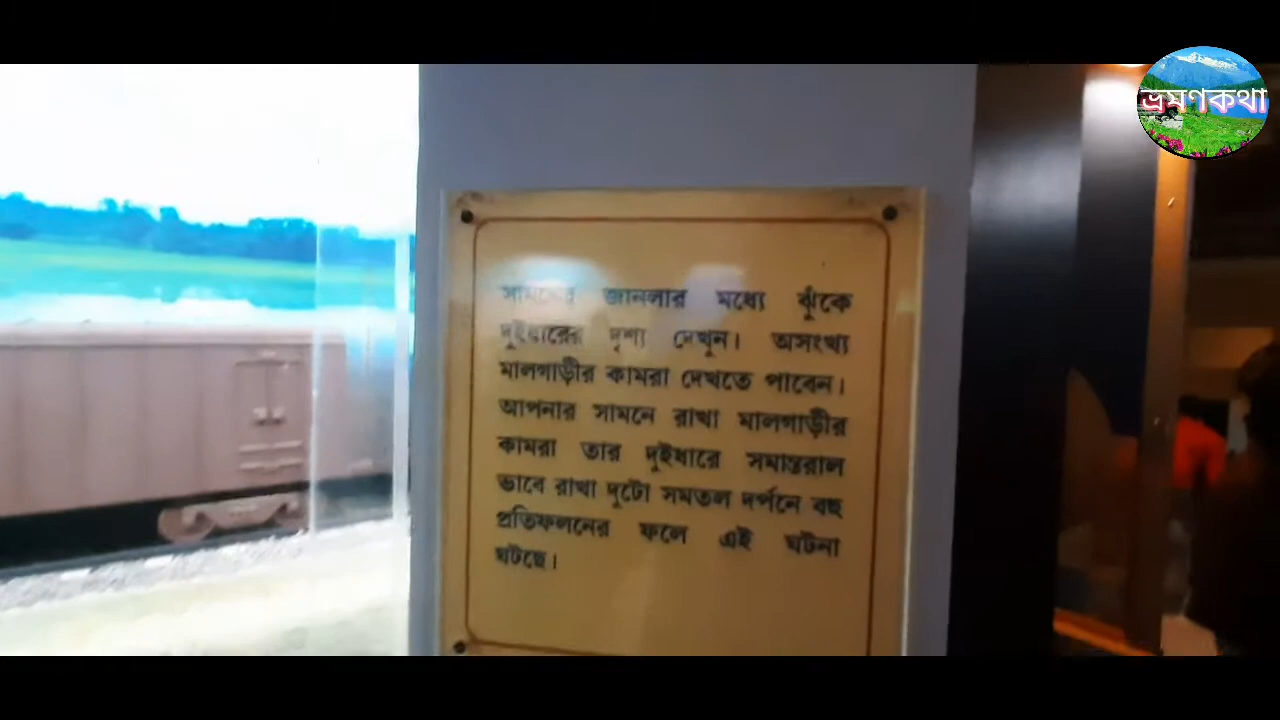 সামনের জানলার মধ্যে ঝুঁকে
দুইধারের দৃশ্য দেখুন। অসংখ্য
মালগাড়ীর কামরা দেখতে পাবেন।
আপনার সামনে রাখা মালগাড়ীর
কামরা তার দুইধারে সমান্তরাল
ভাবে রাখা দুটো সমতল দর্পনে বহু
প্রতিফলনের ফলে এই ঘটনা
ঘটছে।
ভ্রমণকথা